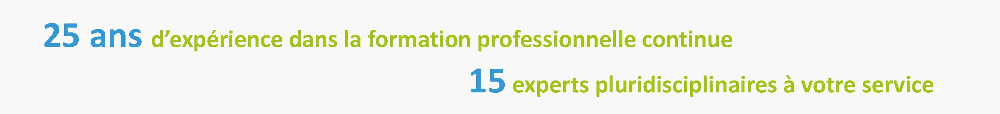 25 ans d’expérience dans la formation professionnelle continue
15 experts pluridisciplinaires à votre service.